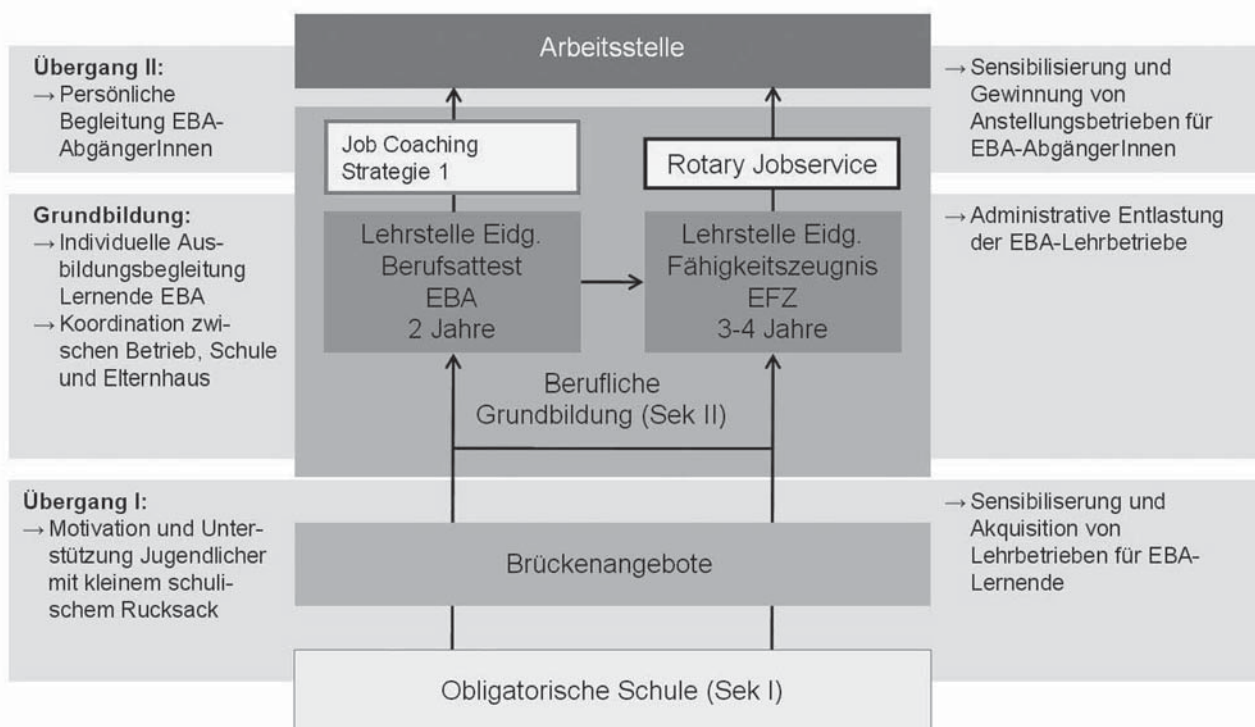 Arbeitsstelle
Übergang II:
→ Persönliche
Begleitung EBA-
AbgängerInnen
Job Coaching
Strategie 1
Rotary Jobservice
→ Sensibilisierung und
Gewinnung von
Anstellungsbetrieben für
EBA-AbgängerInnen
Grundbildung:
→ Individuelle Aus-
bildungsbegleitung
Lernende EBA
→ Koordination zwi-
schen Betrieb, Schule
und Elternhaus
Lehrstelle Eidg.
Berufsattest
EBA
2 Jahre
Lehrstelle Eidg.
Fähigkeitszeugnis
EFZ
3-4 Jahre
→ Administrative Entlastung
der EBA-Lehrbetriebe
Berufliche
Grundbildung (Sek II)
Übergang I:
→ Motivation und Unter-
stützung Jugendlicher
mit kleinem schuli-
schem Rucksack
Brückenangebote
→ Sensibiliserung und
Akquisition von
Lehrbetrieben für EBA-
Lernende
Obligatorische Schule (Sek I)